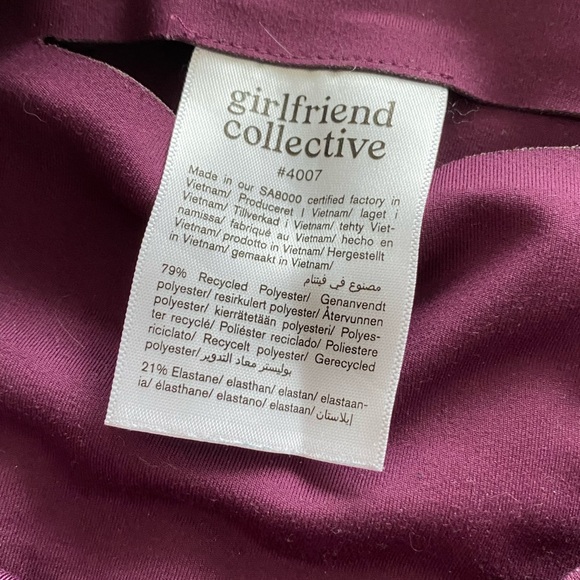 girlfriend
collective
#4007
Made in our SA8000 certified factory in
Vietnam/ Produceret i Vietnam/ laget i
Vietnam/ Tillverkad i Vietnam/ tehty Viet-
namissa/ fabriqué au Vietnam/ hecho en
Vietnam/ prodotto in Vietnam/ Hergestellt
in Vietnam/ gemaakt in Vietnam/
مصنوع في فيتنام
79% Recycled Polyester/ Genanvendt
polyester/ resirkulert polyester/ Återvunnen
polyester/ kierrätetään polyesteri/ Polyes-
ter recyclé/ Poliéster reciclado/ Poliestere
riciclato/ Recycelt polyester/ Gerecycled
polyester/بوليستر معاد التدوير
21% Elastane/ elasthan/ elastan/ elastaan-
ia/ élasthane/ elastano/ elastaan/ إيلاستان